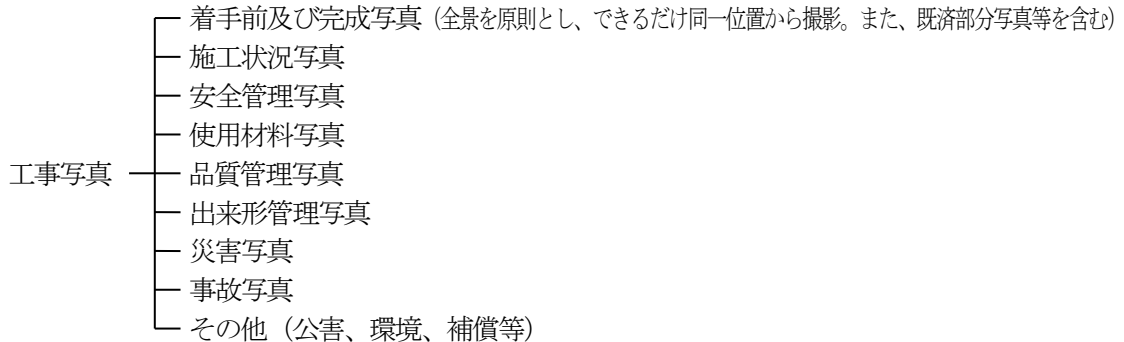 着手前及び完成写真（全景を原則とし、できるだけ同一位置から撮影。また、既済部分写真等を含む）
施工状況写真
安全管理写真
使用材料写真
工事写真 品質管理写真
出来形管理写真
災害写真
事故写真
その他（公害、環境、補償等）